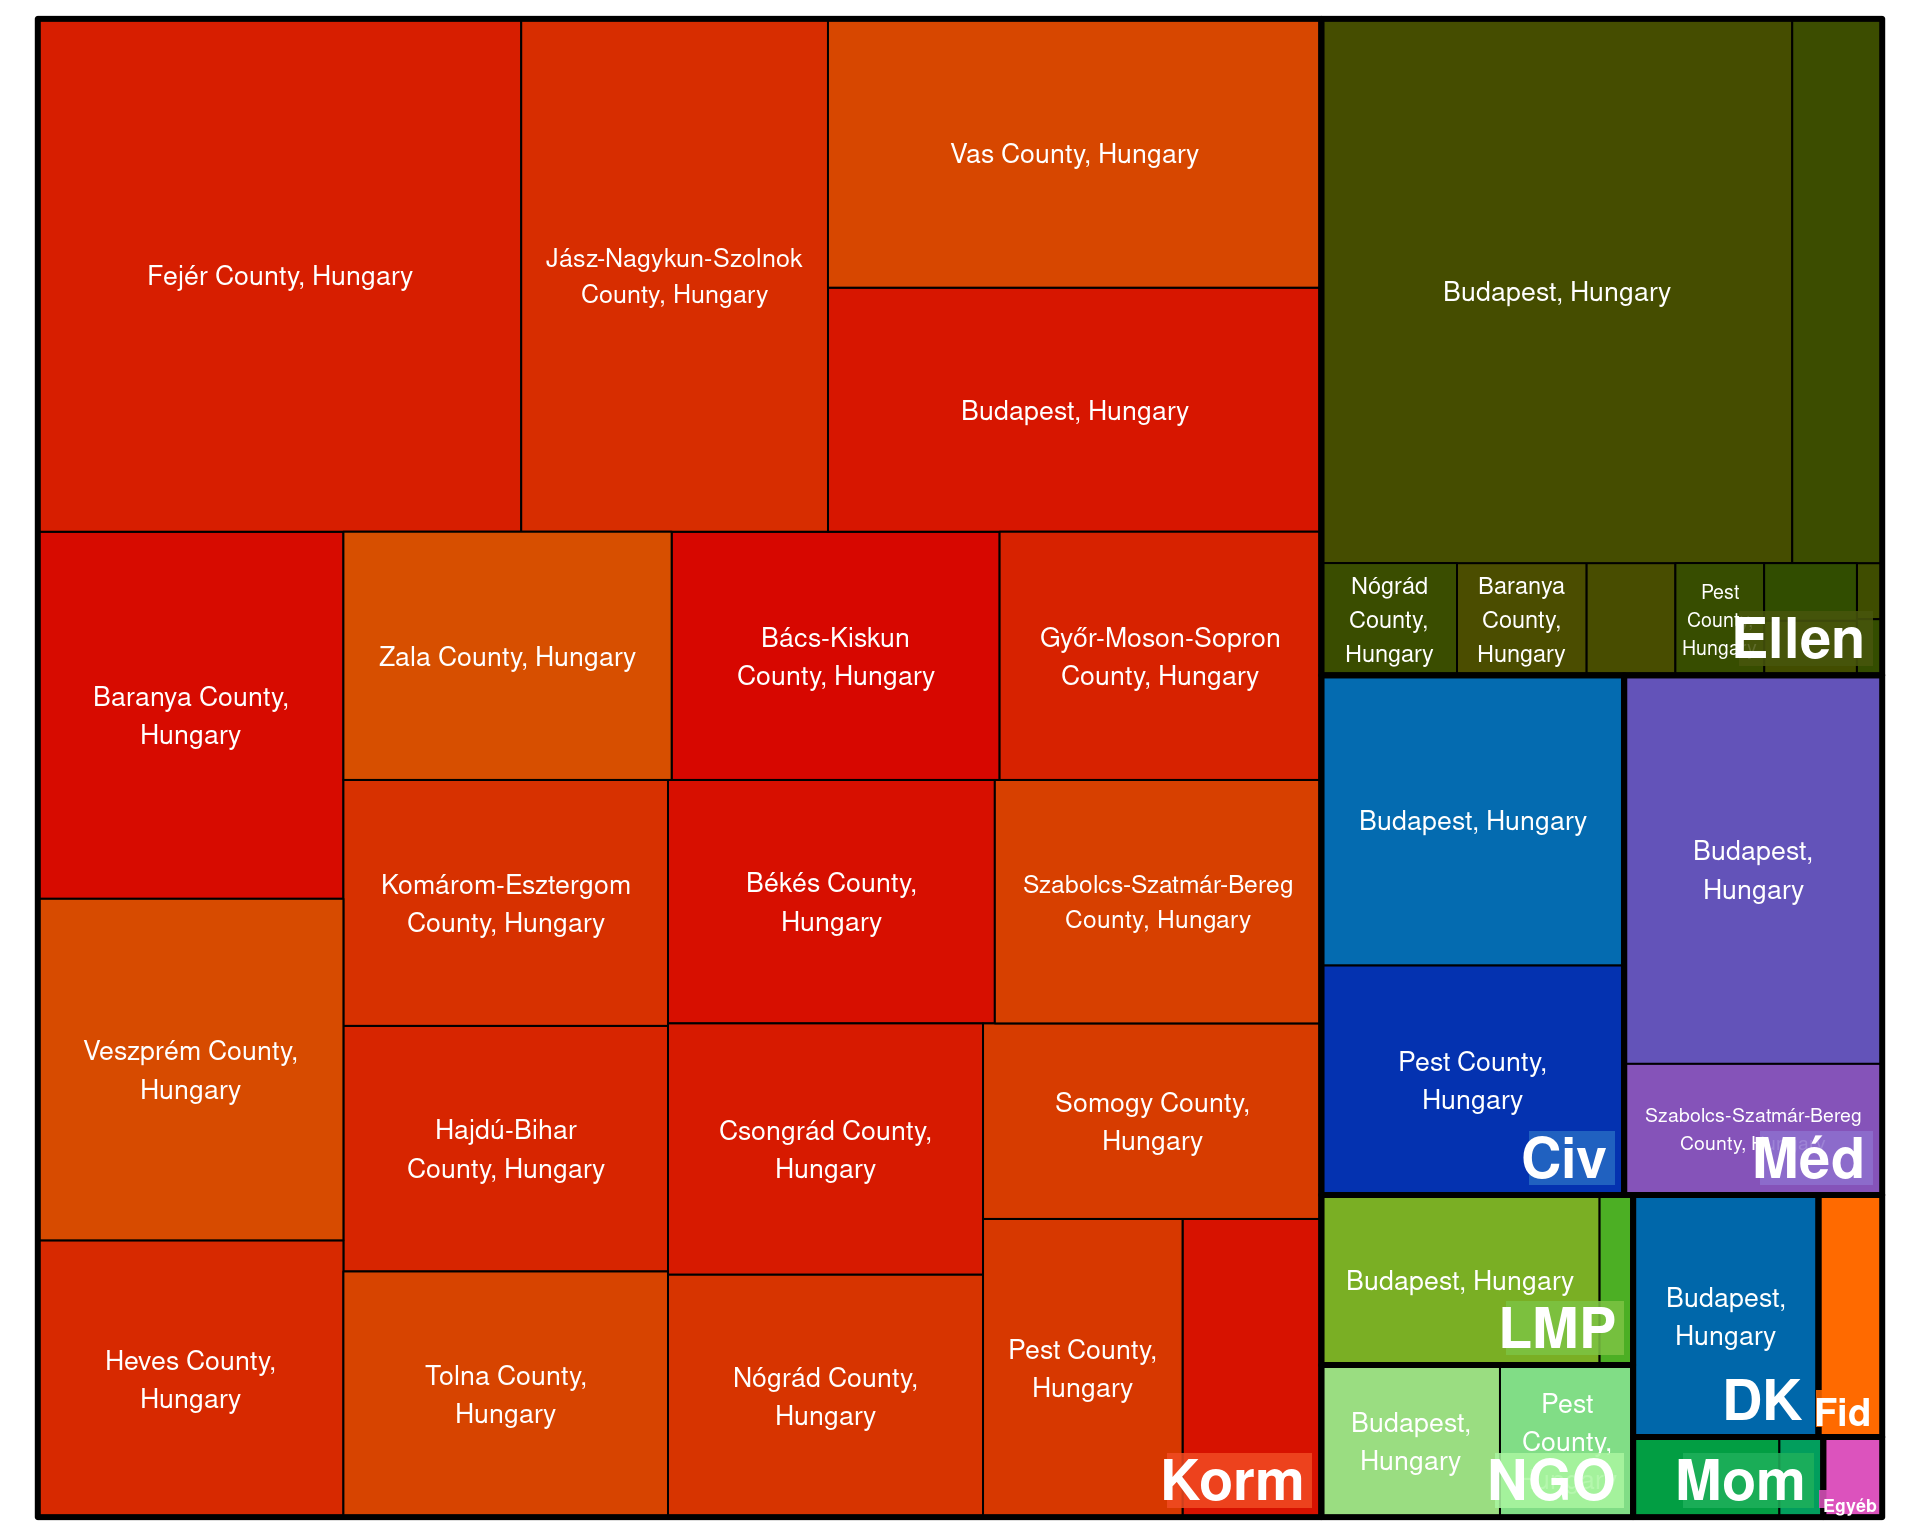 Fejér County, Hungary
Jász-Nagykun-Szolnok
County, Hungary
Vas County, Hungary
Budapest, Hungary
Baranya County,
Hungary
Zala County, Hungary
Bács-Kiskun
County, Hungary
Győr-Moson-Sopron
County, Hungary
Veszprém County,
Hungary
Komárom-Esztergom
County, Hungary
Békés County,
Hungary
Szabolcs-Szatmár-Bereg
County, Hungary
Hajdú-Bihar
County, Hungary
Csongrád County,
Hungary
Somogy County,
Hungary
Heves County,
Hungary
Tolna County,
Hungary
Nógrád County,
Hungary
Pest County,
Hungary
Korm
Budapest, Hungary
Nógrád
County,
Hungary
Baranya
County,
Hungary
Pest
County,
Hungary
Ellen
Budapest, Hungary
Pest County,
Hungary
Civ
Budapest,
Hungary
Szabolcs-Szatmár-Bereg
County, Hungary
Méd
Budapest, Hungary
LMP
Budapest,
Hungary
DK
Fid
Budapest,
Hungary
Pest
County,
Hungary
NGO
Mom
Egyéb